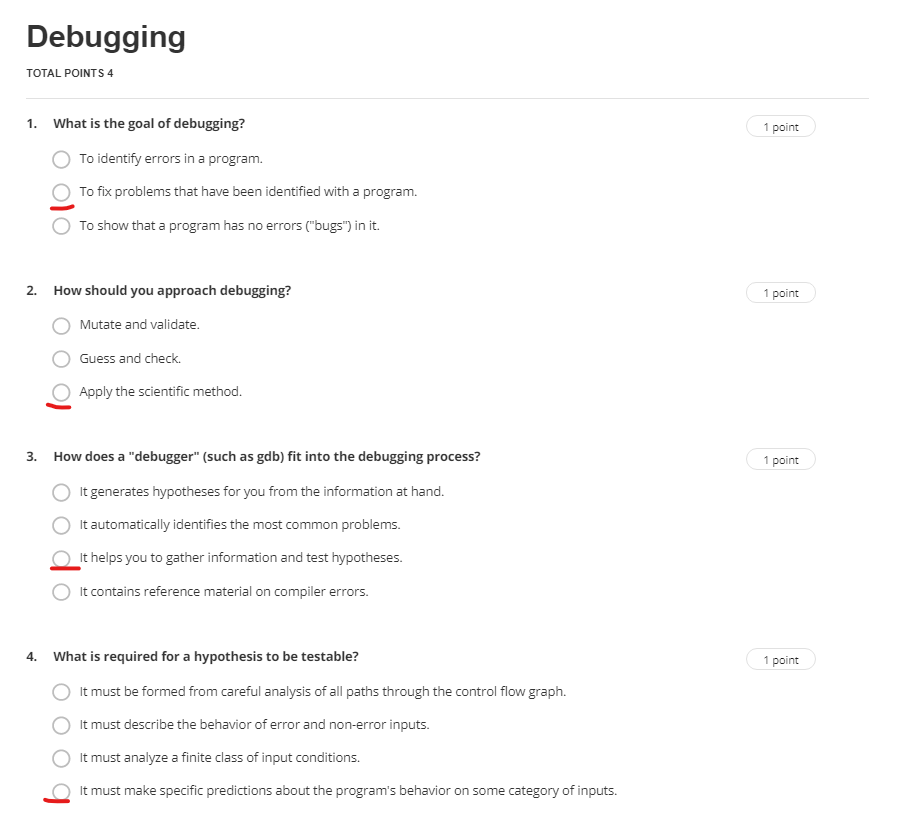 Debugging
TOTAL POINTS 4
1. What is the goal of debugging? 1 point
To identify errors in a program.
To fix problems that have been identified with a program.
To show that a program has no errors ("bugs") in it.
2. How should you approach debugging? 1 point
Mutate and validate.
Guess and check.
Apply the scientific method.
3. How does a "debugger" (such as gdb) fit into the debugging process? 1 point
It generates hypotheses for you from the information at hand.
It automatically identifies the most common problems.
It helps you to gather information and test hypotheses.
It contains reference material on compiler errors.
4. What is required for a hypothesis to be testable? 1 point
It must be formed from careful analysis of all paths through the control flow graph.
It must describe the behavior of error and non-error inputs.
It must analyze a finite class of input conditions.
It must make specific predictions about the program's behavior on some category of inputs.